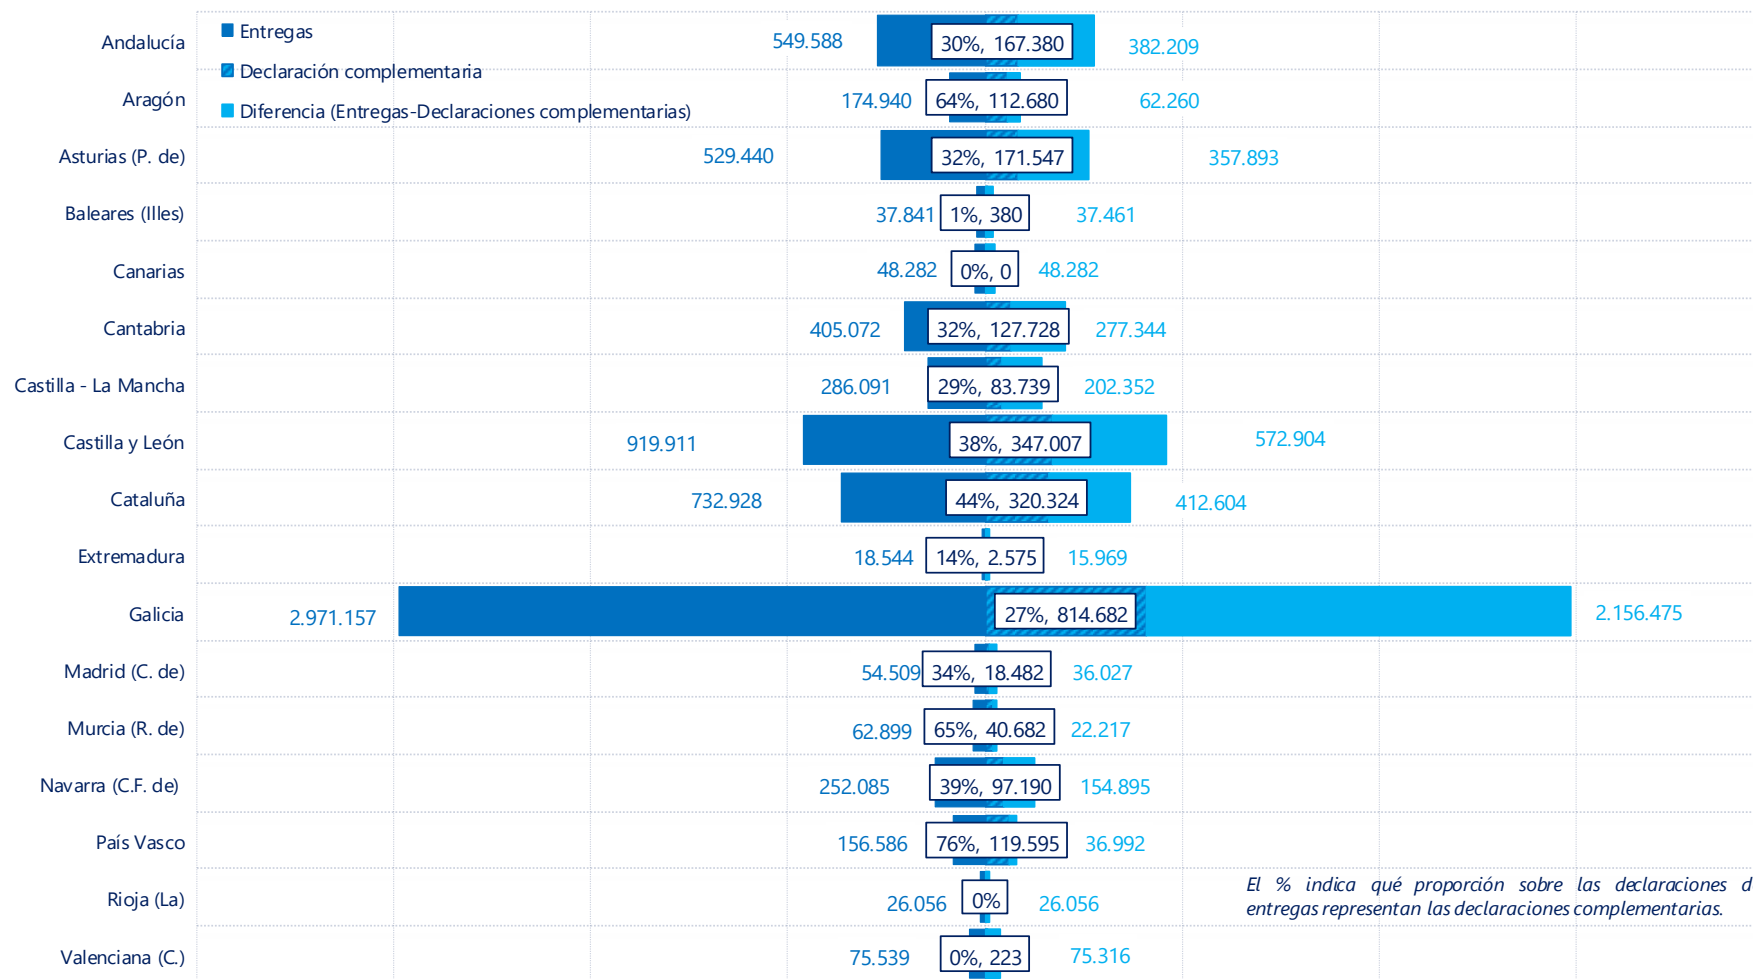 Entregas
Declaración complementaria
Diferencia (Entregas-Declaraciones complementarias)
Andalucía 549.588 30%, 167.380 382.209
Aragón 174.940 64%, 112.680 62.260
Asturias (P. de) 529.440 32%, 171.547 357.893
Baleares (Illes) 37.841 1%, 380 37.461
Canarias 48.282 0%, 0 48.282
Cantabria 405.072 32%, 127.728 277.344
Castilla - La Mancha 286.091 29%, 83.739 202.352
Castilla y León 919.911 38%, 347.007 572.904
Cataluña 732.928 44%, 320.324 412.604
Extremadura 18.544 14%, 2.575 15.969
Galicia 2.971.157 27%, 814.682 2.156.475
Madrid (C. de) 54.509 34%, 18.482 36.027
Murcia (R. de) 62.899 65%, 40.682 22.217
Navarra (C.F. de) 252.085 39%, 97.190 154.895
País Vasco 156.586 76%, 119.595 36.992
Rioja (La) 26.056 0% 26.056
Valenciana (C.) 75.539 0%, 223 75.316
El % indica qué proporción sobre las declaraciones d
entregas representan las declaraciones complementarias.